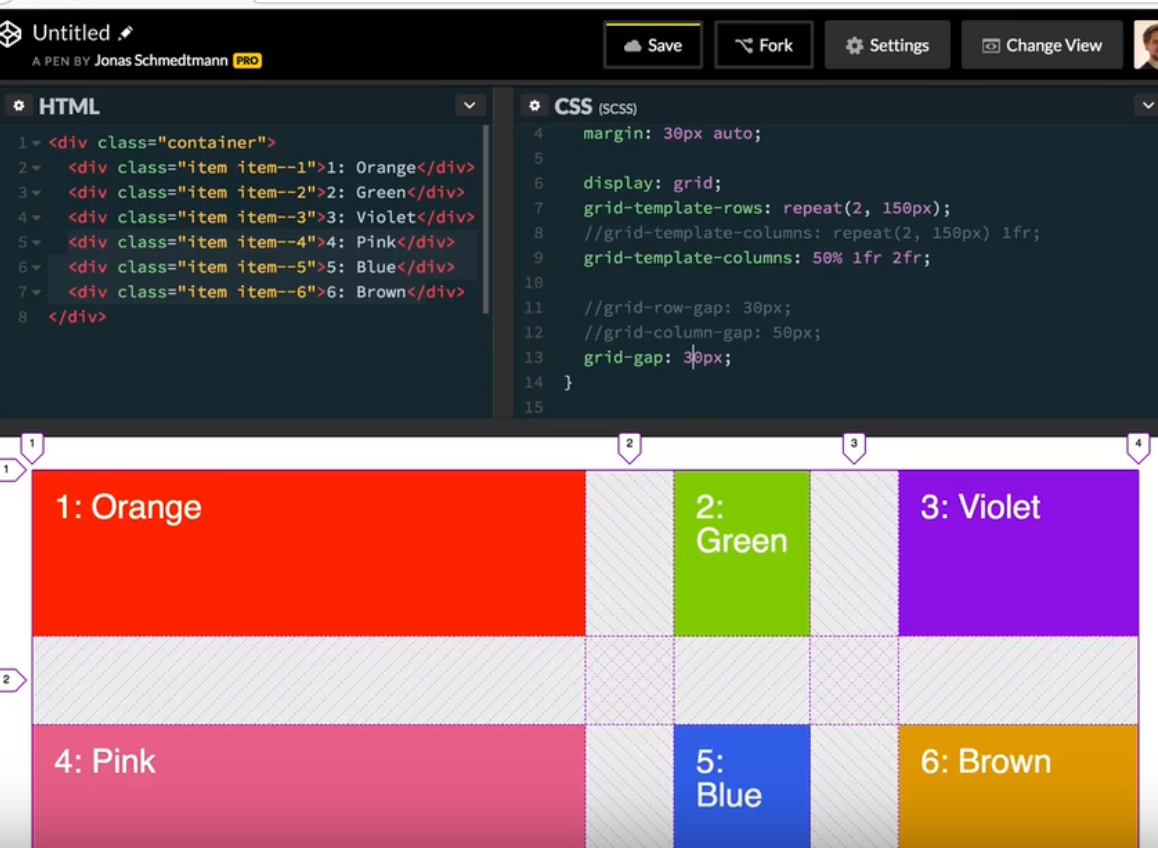 Untitled
A PEN BY Jonas Schmedtmann PRO
Save
Fork
Settings
Change View
HTML
1 <div class="container">
2 <div class="item item--1">1: Orange</div>
3 <div class="item item--2">2: Green</div>
4 <div class="item item--3">3: Violet</div>
5 <div class="item item--4">4: Pink</div>
6 <div class="item item--5">5: Blue</div>
7 <div class="item item--6">6: Brown</div>
8 </div>
CSS (SCSS)
4 margin: 30px auto;
5
6 display: grid;
7 grid-template-rows: repeat(2, 150px);
8 //grid-template-columns: repeat(2, 150px) 1fr;
9 grid-template-columns: 50% 1fr 2fr;
10
11 //grid-row-gap: 30px;
12 //grid-column-gap: 50px;
13 grid-gap: 30px;
14 }
15
1 2 3 4
1
1: Orange
2:
Green
3: Violet
2
4: Pink
5:
Blue
6: Brown